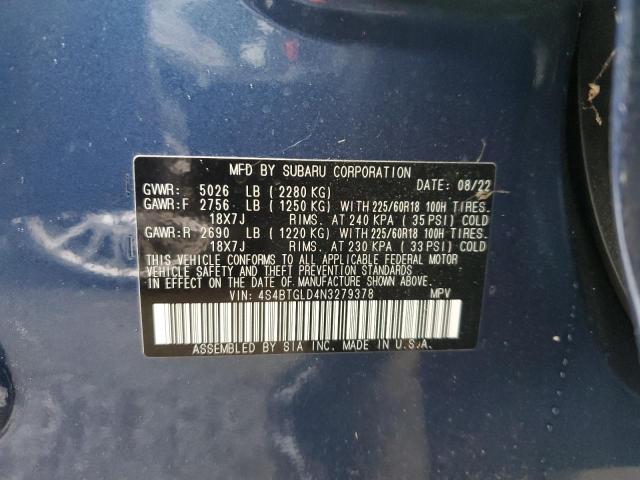 MFD BY SUBARU CORPORATION
GVWR: 5026 LB (2280 KG) DATE: 08/22
GAWR:F 2756 LB (1250 KG) WITH 225/60R18 100H TIRES.
18X7J RIMS. AT 240 KPA (35 PSI) COLD
GAWR:R 2690 LB (1220 KG) WITH 225/60R18 100H TIRES.
18X7J RIMS. AT 230 KPA (33 PSI) COLD
THIS VEHICLE CONFORMS TO ALL APPLICABLE FEDERAL MOTOR
VEHICLE SAFETY AND THEFT PREVENTION STANDARDS
IN EFFECT ON THE DATE OF MANUFACTURE SHOWN ABOVE.
VIN: 4S4BTGLD4N3279378 MPV
ASSEMBLED BY SIA INC. MADE IN U.S.A.